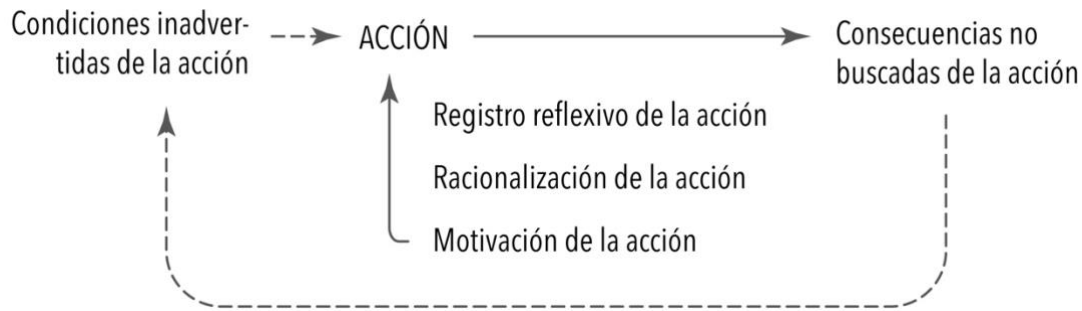 Condiciones inadver-
tidas de la acción
ACCIÓN
Consecuencias no
buscadas de la acción
Registro reflexivo de la acción
Racionalización de la acción
Motivación de la acción